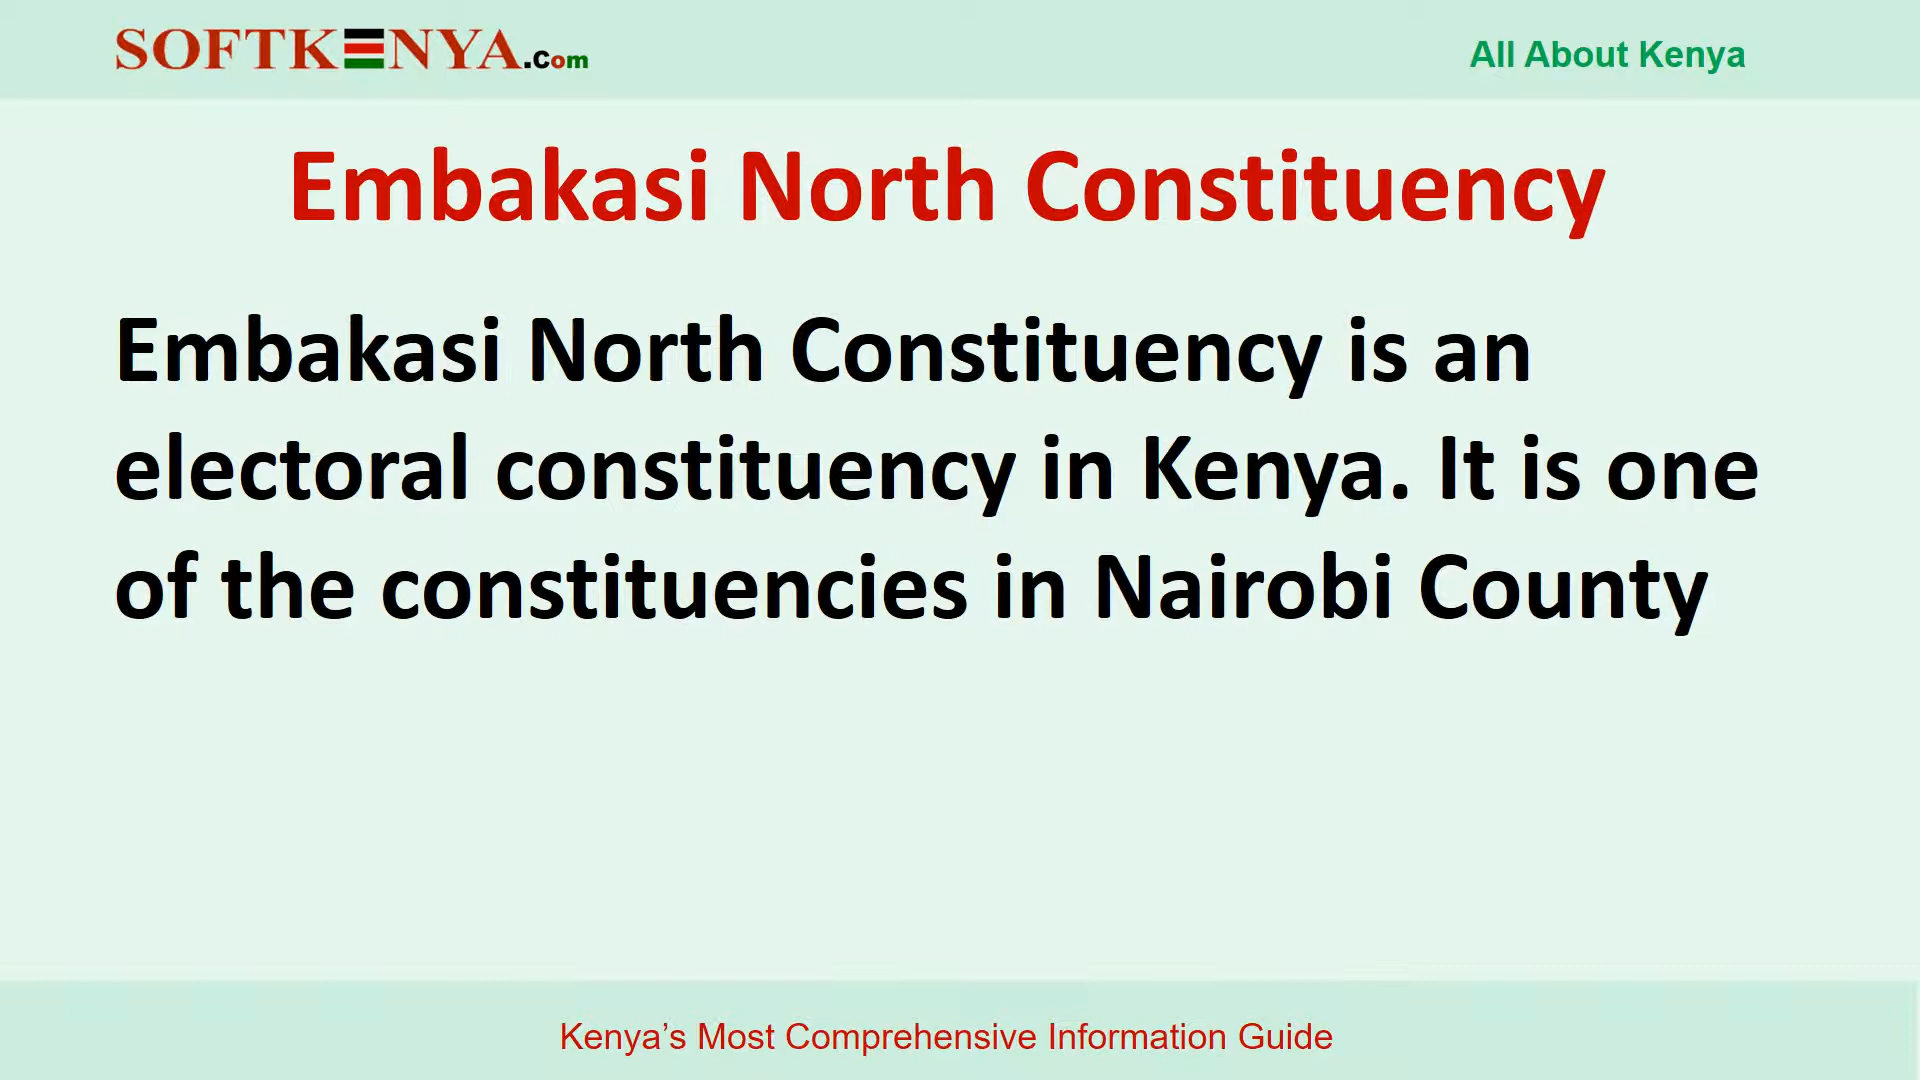 SOFTKENYA.Com
All About Kenya
Embakasi North Constituency
Embakasi North Constituency is an
electoral constituency in Kenya. It is one
of the constituencies in Nairobi County
Kenya’s Most Comprehensive Information Guide